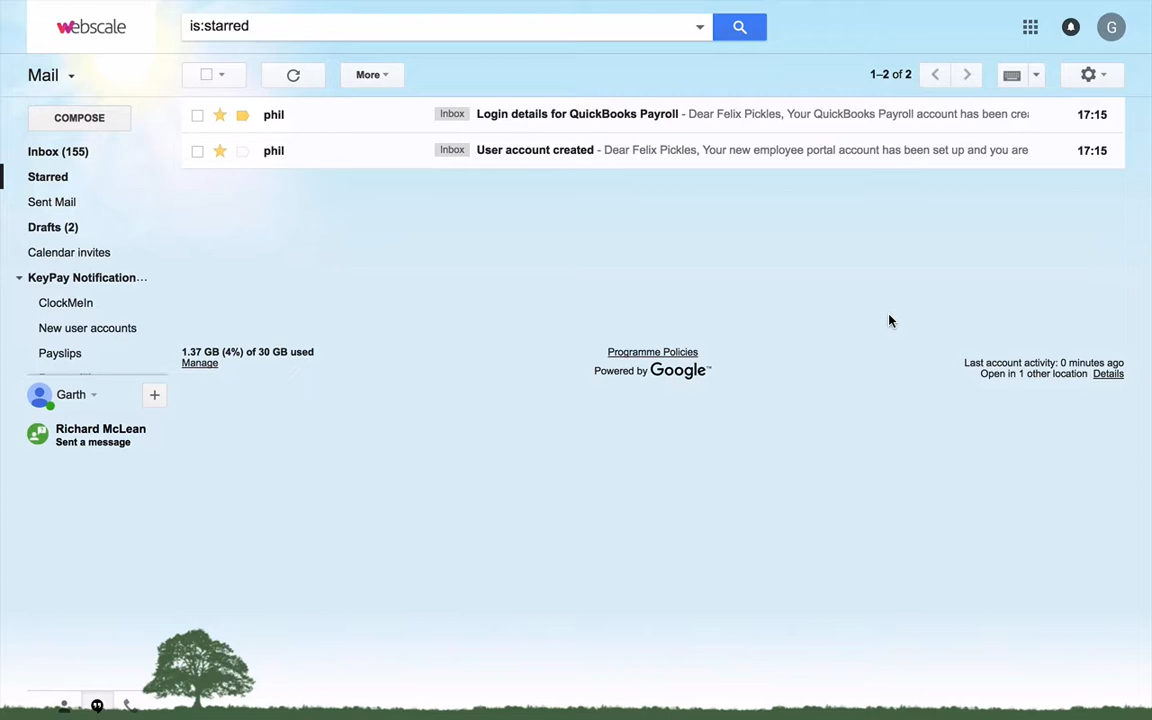 webscale
is:starred
G
Mail
More
1–2 of 2
COMPOSE
phil
Inbox
Login details for QuickBooks Payroll - Dear Felix Pickles, Your QuickBooks Payroll account has been cre
17:15
Inbox (155)
phil
Inbox
User account created - Dear Felix Pickles, Your new employee portal account has been set up and you are
17:15
Starred
Sent Mail
Drafts (2)
Calendar invites
KeyPay Notification...
ClockMeIn
New user accounts
Payslips
1.37 GB (4%) of 30 GB used
Manage
Programme Policies
Powered by Google™
Last account activity: 0 minutes ago
Open in 1 other location Details
Garth
Richard McLean
Sent a message